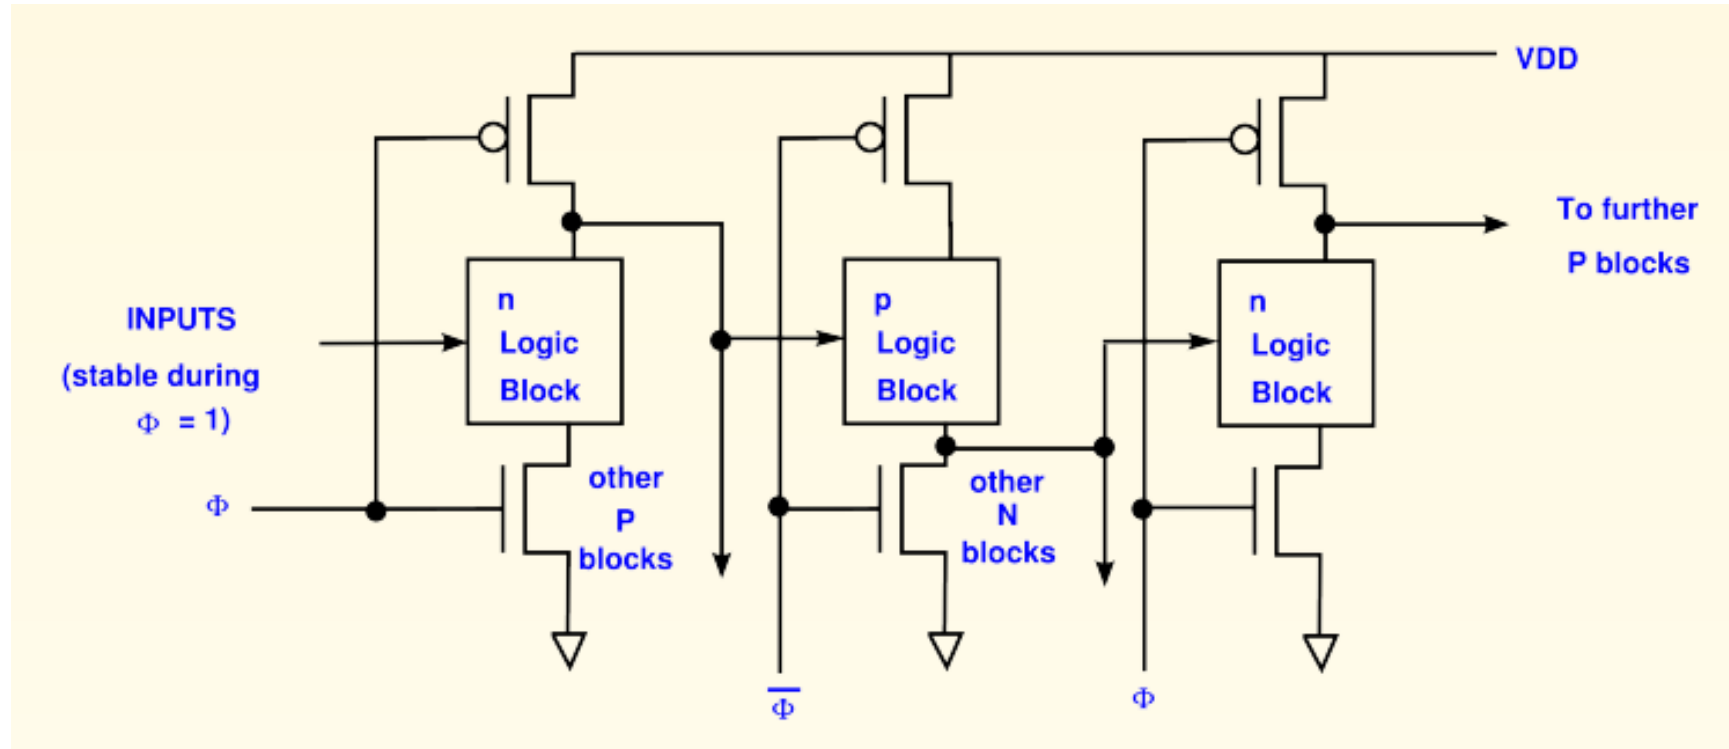 VDD
To further
P blocks
INPUTS
(stable during
Φ = 1)
n
Logic
Block
p
Logic
Block
n
Logic
Block
Φ
other
P
blocks
other
N
blocks
Φ̅
Φ